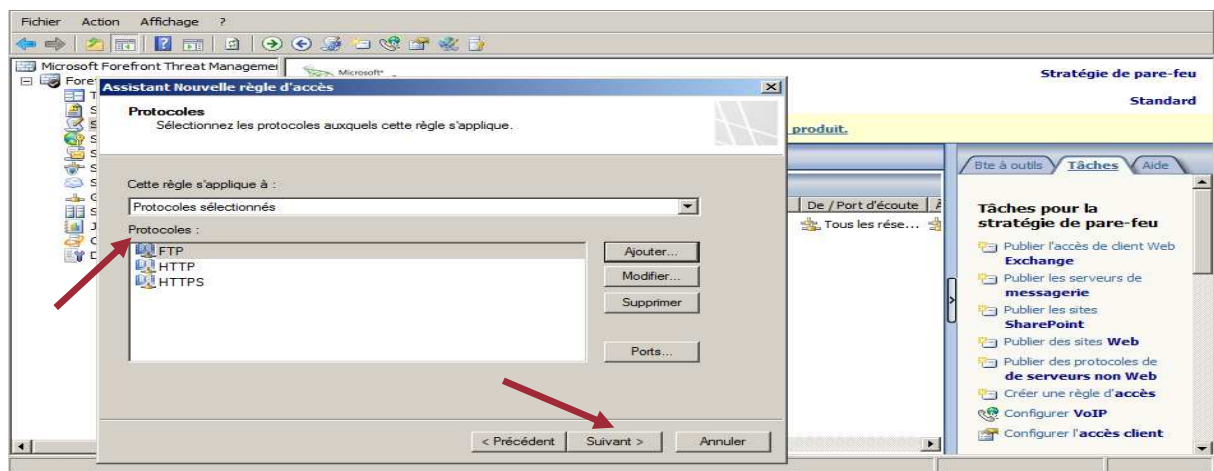 Fichier Action Affichage ?
Microsoft Forefront Threat Managemen
Microsoft®
Stratégie de pare-feu
Standard
produit.
Assistant Nouvelle règle d'accès
Protocoles
Sélectionnez les protocoles auxquels cette règle s'applique.
Cette règle s'applique à :
Protocoles sélectionnés
Protocoles :
FTP
HTTP
HTTPS
Ajouter...
Modifier...
Supprimer
Ports...
< Précédent Suivant > Annuler
De / Port d'écoute
Tous les rése...
Bte à outils Tâches Aide
Tâches pour la
stratégie de pare-feu
Publier l'accès de client Web
Exchange
Publier les serveurs de
messagerie
Publier les sites
SharePoint
Publier des sites Web
Publier des protocoles de
de serveurs non Web
Créer une règle d'accès
Configurer VoIP
Configurer l'accès client